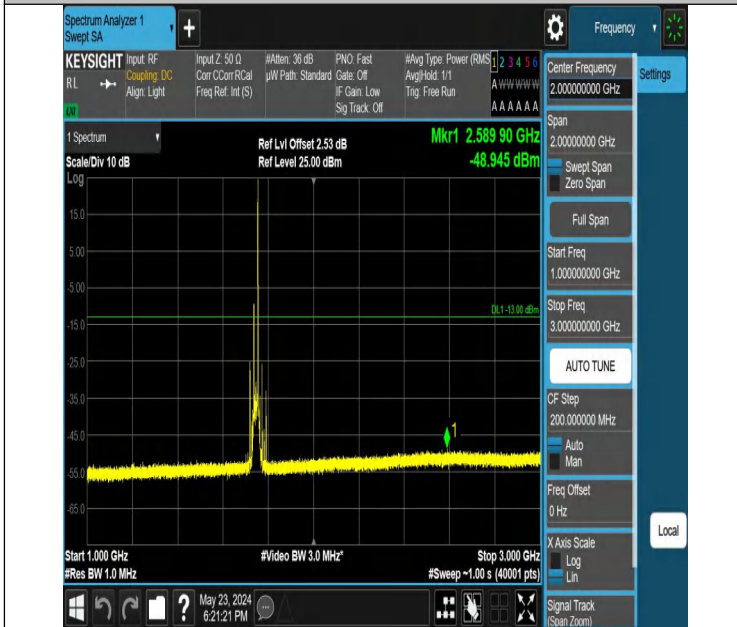 Spectrum Analyzer 1
Swept SA
+
Frequency
KEYSIGHT
RL
LXI
Input: RF
Coupling: DC
Align: Light
Input Z: 50 Ω
Corr CCorr RCal
Freq Ref: Int (S)
#Atten: 36 dB
µW Path: Standard
PNO: Fast
Gate: Off
IF Gain: Low
Sig Track: Off
#Avg Type: Power (RMS
Avg|Hold: 1/1
Trig: Free Run
1 2 3 4 5 6
A W W W W W
A A A A A A
1 Spectrum
Scale/Div 10 dB
Log
Ref Lvl Offset 2.53 dB
Ref Level 25.00 dBm
Mkr1 2.589 90 GHz
-48.945 dBm
15.0
5.00
-5.00
-15.0
-25.0
-35.0
-45.0
-55.0
-65.0
DL1 -13.00 dBm
1
Start 1.000 GHz
#Res BW 1.0 MHz
#Video BW 3.0 MHz*
Stop 3.000 GHz
#Sweep ~1.00 s (40001 pts)
?
May 23, 2024
6:21:21 PM
Center Frequency
2.000000000 GHz
Settings
Span
2.00000000 GHz
Swept Span
Zero Span
Full Span
Start Freq
1.000000000 GHz
Stop Freq
3.000000000 GHz
AUTO TUNE
CF Step
200.000000 MHz
Auto
Man
Freq Offset
0 Hz
X Axis Scale
Log
Lin
Local
Signal Track
(Span Zoom)